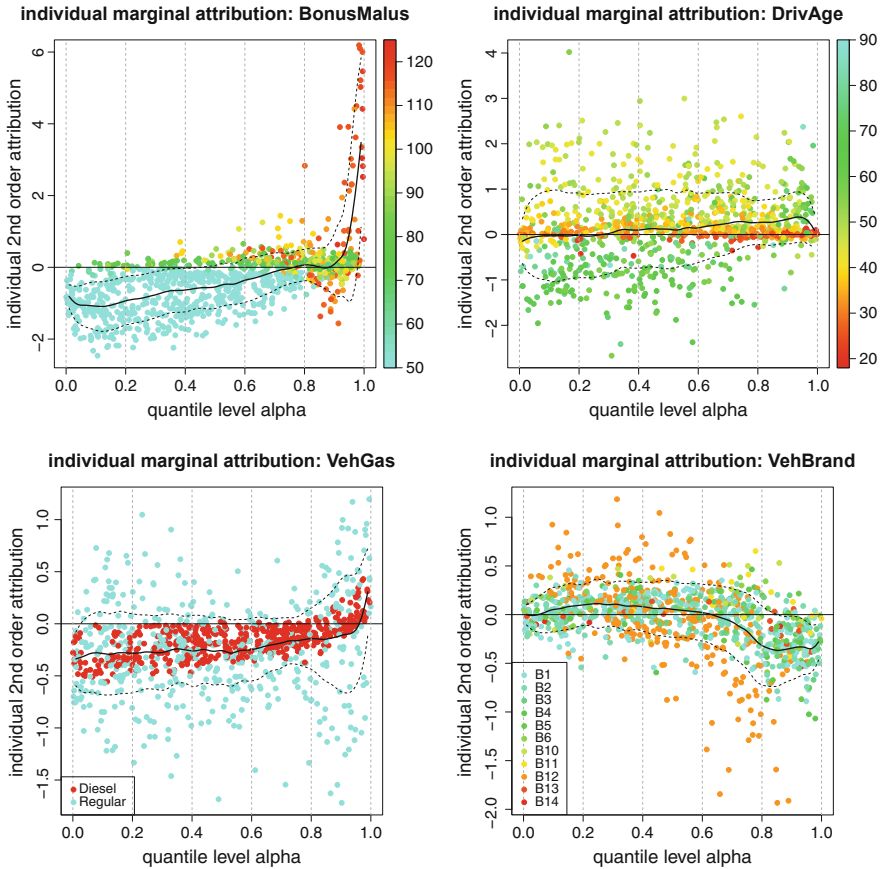 individual marginal attribution: BonusMalus
individual 2nd order attribution
6
4
2
0
−2
0.0 0.2 0.4 0.6 0.8 1.0
quantile level alpha
120
110
100
90
80
70
60
50
individual marginal attribution: DrivAge
individual 2nd order attribution
4
3
2
1
0
−1
−2
0.0 0.2 0.4 0.6 0.8 1.0
quantile level alpha
90
80
70
60
50
40
30
20
individual marginal attribution: VehGas
individual 2nd order attribution
1.0
0.5
0.0
−0.5
−1.0
−1.5
Diesel
Regular
0.0 0.2 0.4 0.6 0.8 1.0
quantile level alpha
individual marginal attribution: VehBrand
individual 2nd order attribution
1.0
0.5
0.0
−0.5
−1.0
−1.5
−2.0
B1
B2
B3
B4
B5
B6
B10
B11
B12
B13
B14
0.0 0.2 0.4 0.6 0.8 1.0
quantile level alpha